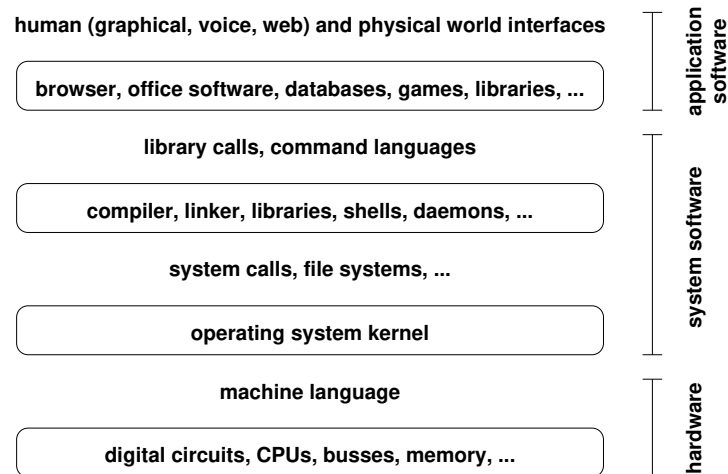 human (graphical, voice, web) and physical world interfaces
browser, office software, databases, games, libraries, ...
application
software
library calls, command languages
compiler, linker, libraries, shells, daemons, ...
system calls, file systems, ...
operating system kernel
system software
machine language
digital circuits, CPUs, busses, memory, ...
hardware